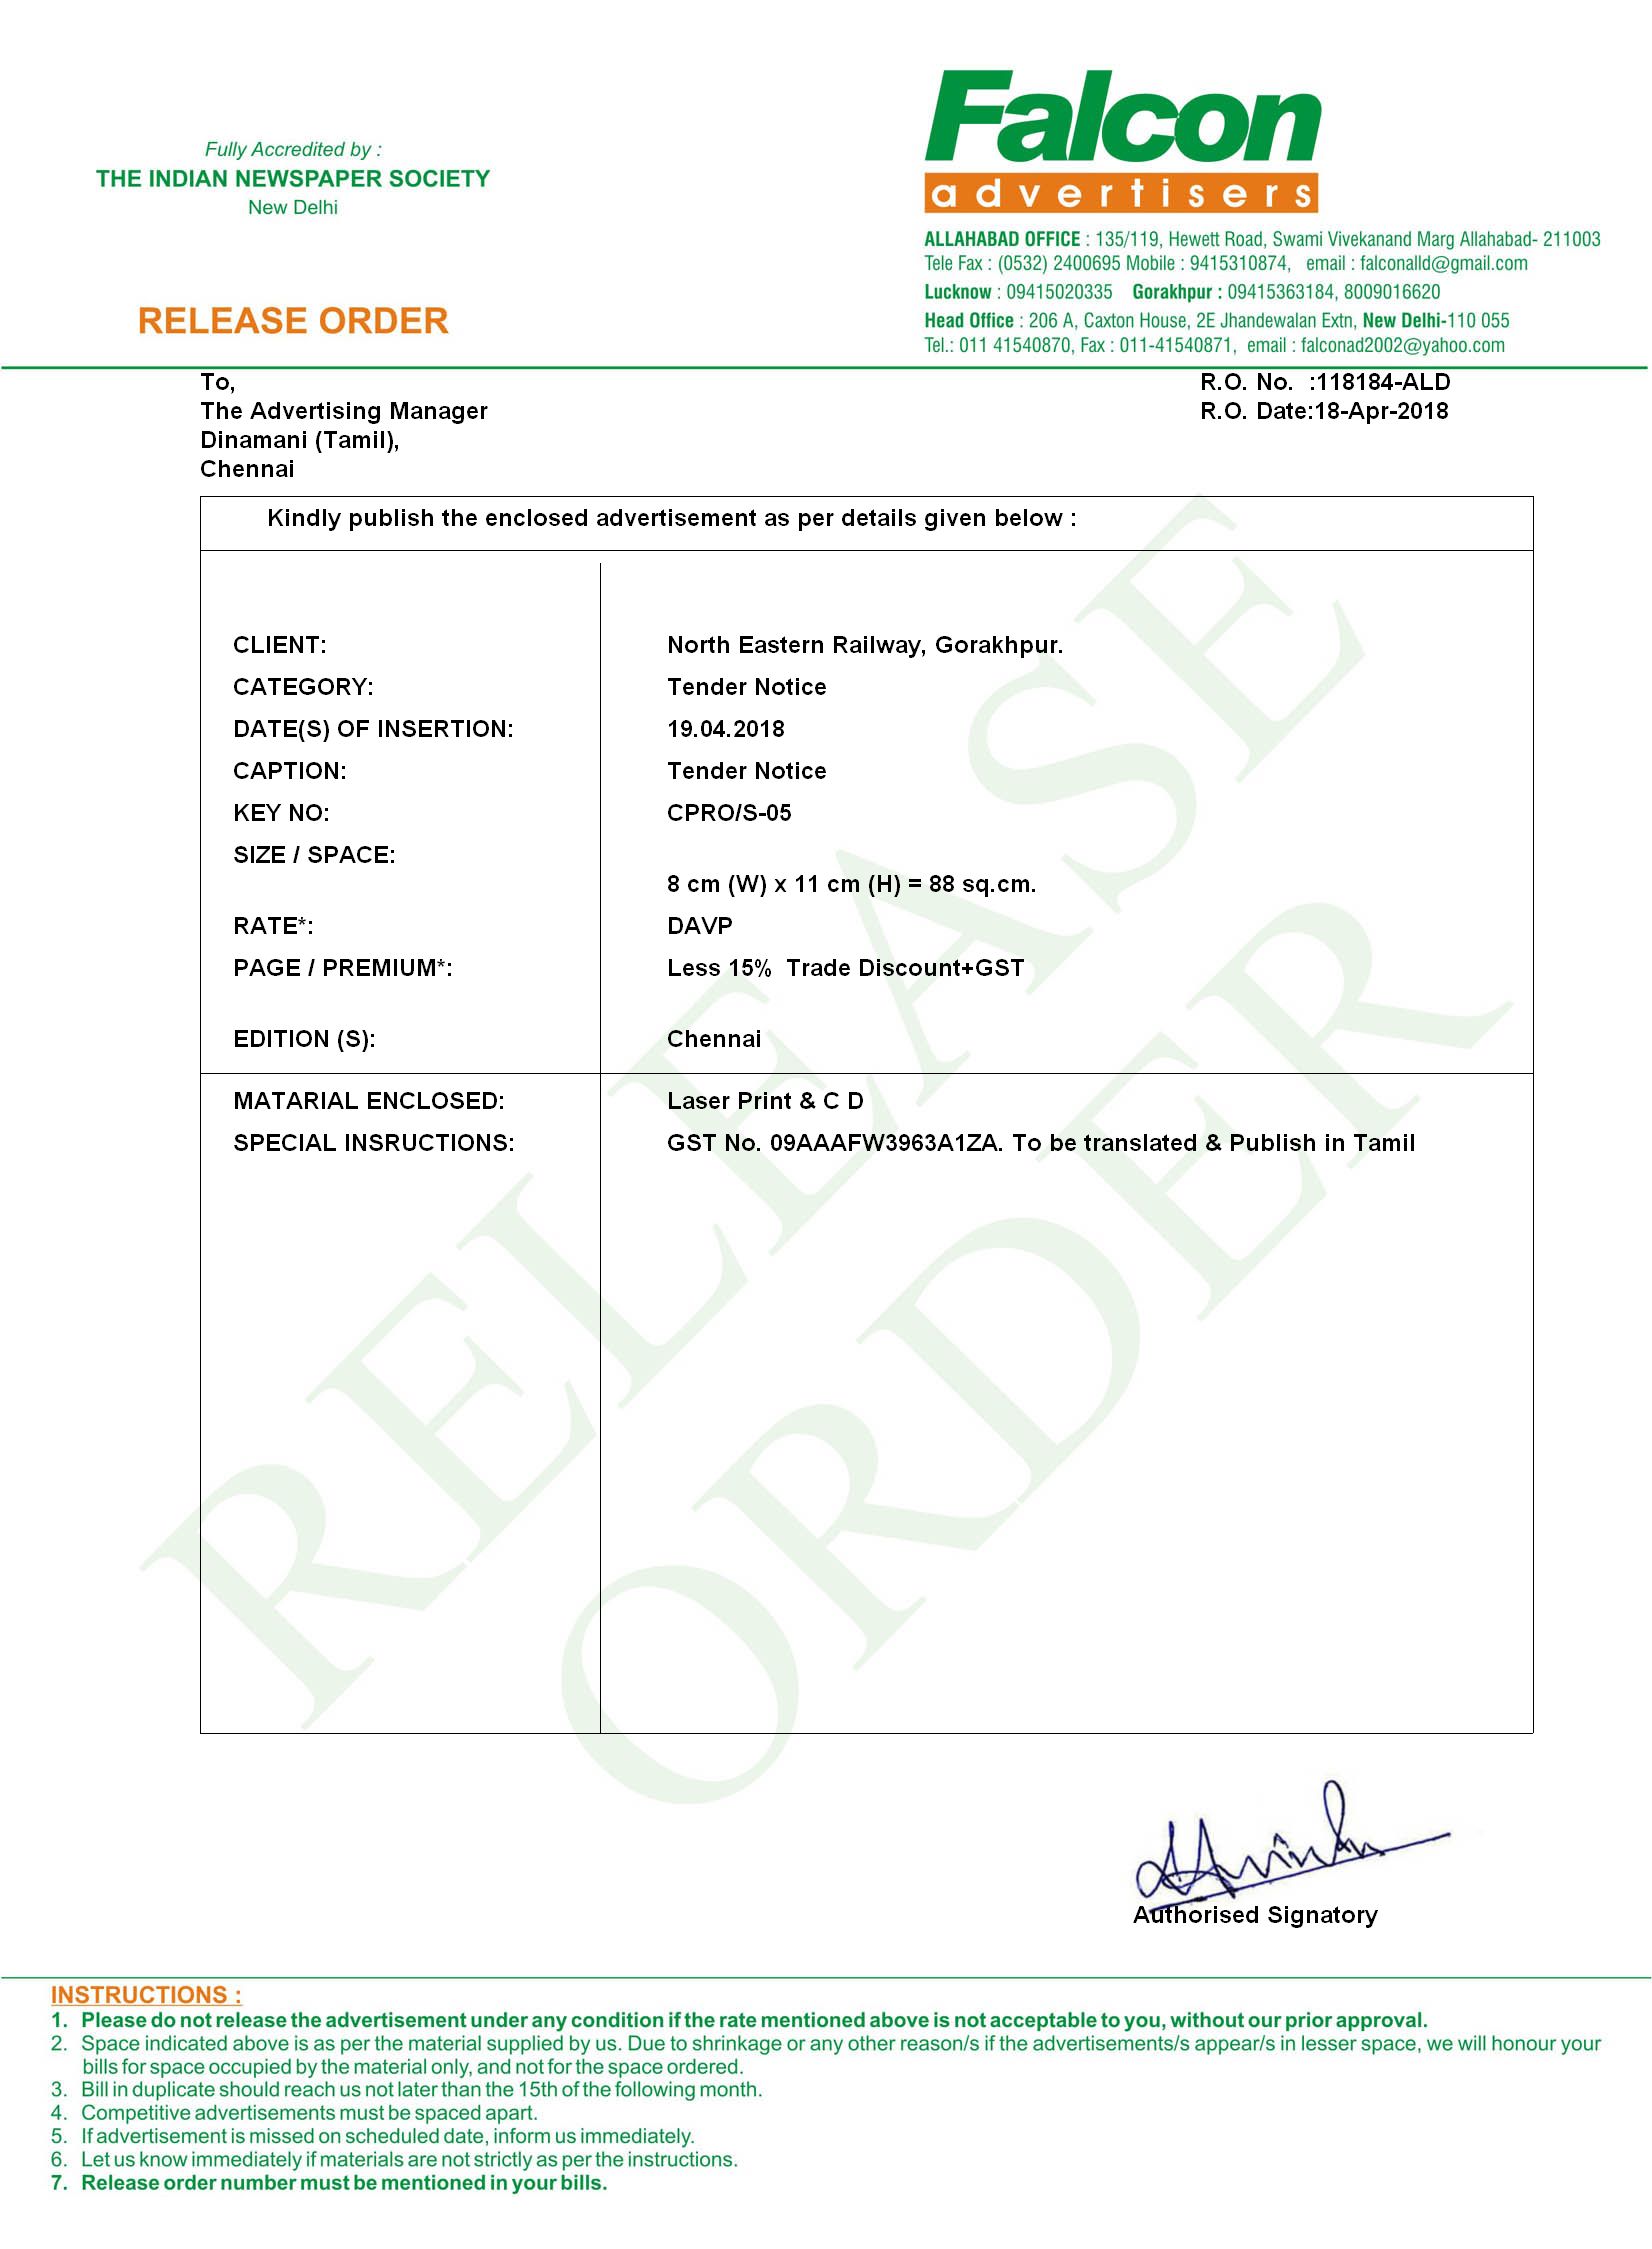 Fully Accredited by :
THE INDIAN NEWSPAPER SOCIETY
New Delhi
RELEASE ORDER
Falcon
advertisers
ALLAHABAD OFFICE : 135/119, Hewett Road, Swami Vivekanand Marg Allahabad- 211003
Tele Fax : (0532) 2400695 Mobile : 9415310874, email : falconalld@gmail.com
Lucknow : 09415020335 Gorakhpur : 09415363184, 8009016620
Head Office : 206 A, Caxton House, 2E Jhandewalan Extn, New Delhi-110 055
Tel.: 011 41540870, Fax : 011-41540871, email : falconad2002@yahoo.com
To,
The Advertising Manager
Dinamani (Tamil),
Chennai
R.O. No. :118184-ALD
R.O. Date:18-Apr-2018
Kindly publish the enclosed advertisement as per details given below :
CLIENT: North Eastern Railway, Gorakhpur.
CATEGORY: Tender Notice
DATE(S) OF INSERTION: 19.04.2018
CAPTION: Tender Notice
KEY NO: CPRO/S-05
SIZE / SPACE:
8 cm (W) x 11 cm (H) = 88 sq.cm.
RATE*: DAVP
PAGE / PREMIUM*: Less 15% Trade Discount+GST
EDITION (S): Chennai
MATARIAL ENCLOSED: Laser Print & C D
SPECIAL INSRUCTIONS: GST No. 09AAAFW3963A1ZA. To be translated & Publish in Tamil
RELEASE
ORDER
Authorised Signatory
INSTRUCTIONS :
1. Please do not release the advertisement under any condition if the rate mentioned above is not acceptable to you, without our prior approval.
2. Space indicated above is as per the material supplied by us. Due to shrinkage or any other reason/s if the advertisements/s appear/s in lesser space, we will honour your
bills for space occupied by the material only, and not for the space ordered.
3. Bill in duplicate should reach us not later than the 15th of the following month.
4. Competitive advertisements must be spaced apart.
5. If advertisement is missed on scheduled date, inform us immediately.
6. Let us know immediately if materials are not strictly as per the instructions.
7. Release order number must be mentioned in your bills.